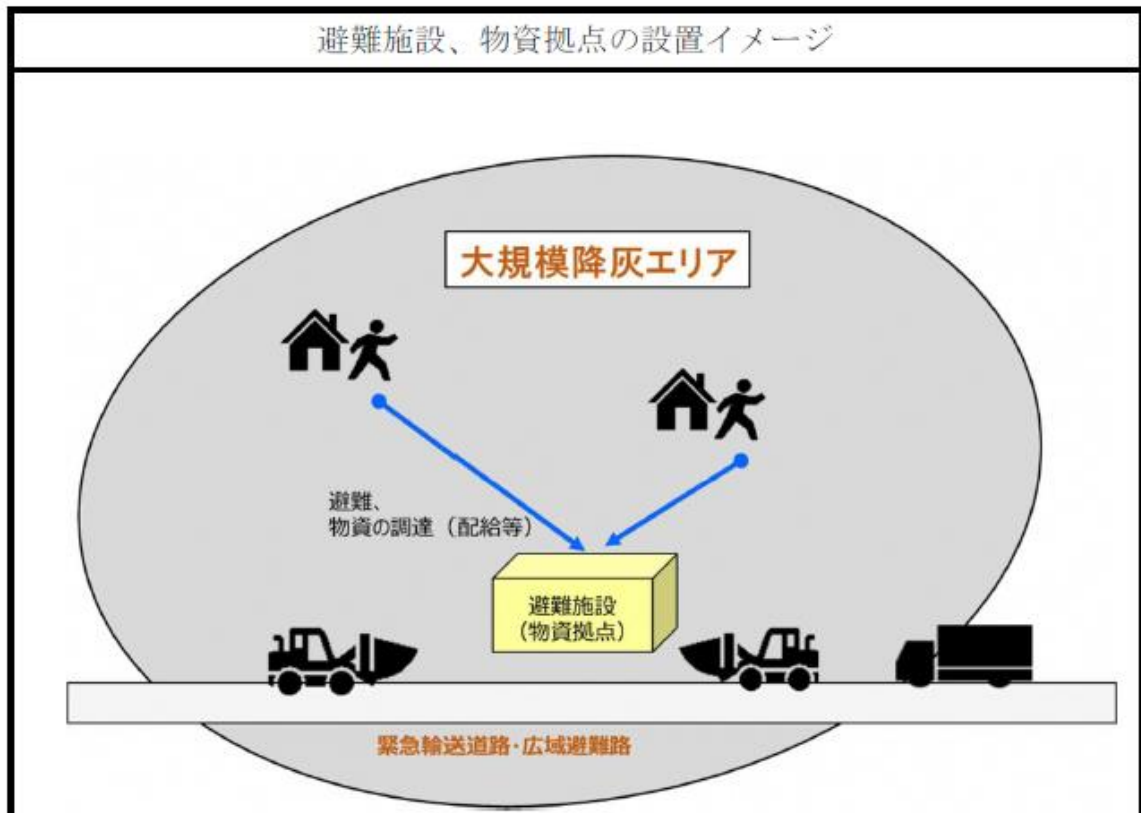 避難施設、物資拠点の設置イメージ
大規模降灰エリア
避難、
物資の調達（配給等）
避難施設
（物資拠点）
緊急輸送道路・広域避難路